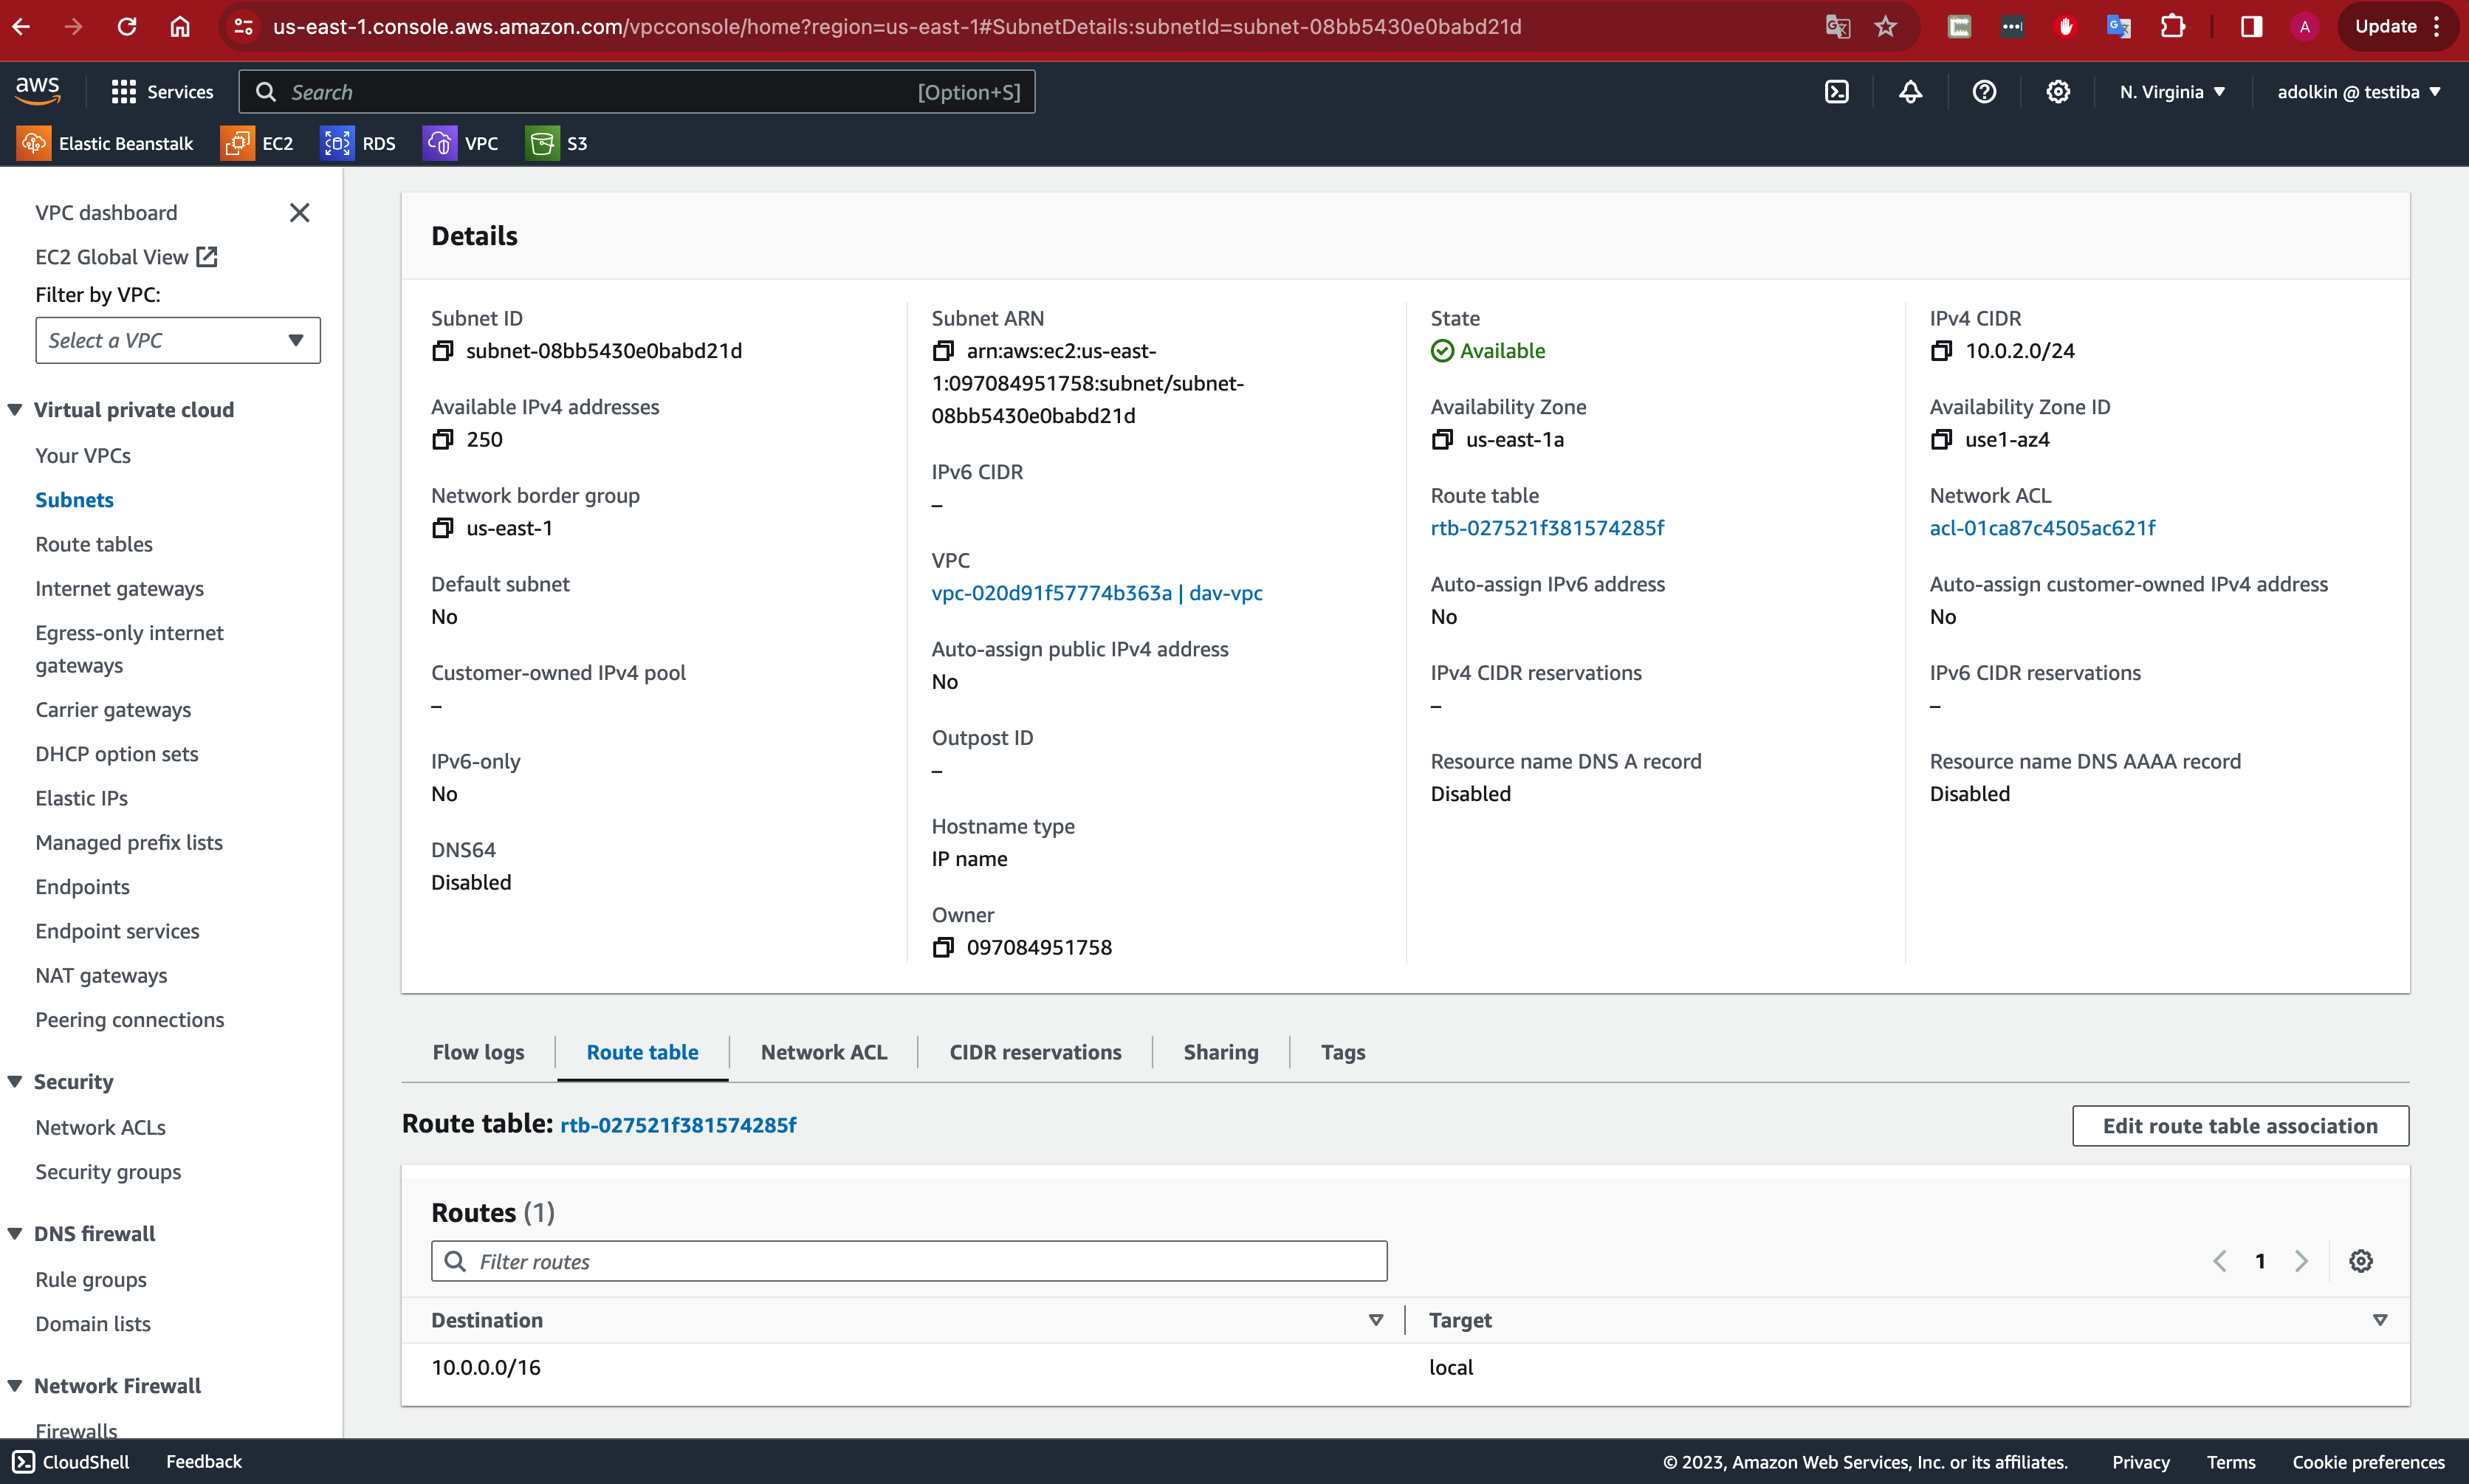 us-east-1.console.aws.amazon.com/vpcconsole/home?region=us-east-1#SubnetDetails:subnetId=subnet-08bb5430e0babd21d
A
Update
aws
Services
Search
[Option+S]
N. Virginia
adolkin @ testiba
Elastic Beanstalk
EC2
RDS
VPC
S3
VPC dashboard
EC2 Global View
Filter by VPC:
Select a VPC
Virtual private cloud
Your VPCs
Subnets
Route tables
Internet gateways
Egress-only internet
gateways
Carrier gateways
DHCP option sets
Elastic IPs
Managed prefix lists
Endpoints
Endpoint services
NAT gateways
Peering connections
Security
Network ACLs
Security groups
DNS firewall
Rule groups
Domain lists
Network Firewall
Firewalls
Details
Subnet ID
subnet-08bb5430e0babd21d
Available IPv4 addresses
250
Network border group
us-east-1
Default subnet
No
Customer-owned IPv4 pool
–
IPv6-only
No
DNS64
Disabled
Subnet ARN
arn:aws:ec2:us-east-
1:097084951758:subnet/subnet-
08bb5430e0babd21d
IPv6 CIDR
–
VPC
vpc-020d91f57774b363a | dav-vpc
Auto-assign public IPv4 address
No
Outpost ID
–
Hostname type
IP name
Owner
097084951758
State
Available
Availability Zone
us-east-1a
Route table
rtb-027521f381574285f
Auto-assign IPv6 address
No
IPv4 CIDR reservations
–
Resource name DNS A record
Disabled
IPv4 CIDR
10.0.2.0/24
Availability Zone ID
use1-az4
Network ACL
acl-01ca87c4505ac621f
Auto-assign customer-owned IPv4 address
No
IPv6 CIDR reservations
–
Resource name DNS AAAA record
Disabled
Flow logs
Route table
Network ACL
CIDR reservations
Sharing
Tags
Route table: rtb-027521f381574285f
Edit route table association
Routes (1)
Filter routes
1
Destination
Target
10.0.0.0/16
local
CloudShell
Feedback
© 2023, Amazon Web Services, Inc. or its affiliates.
Privacy
Terms
Cookie preferences